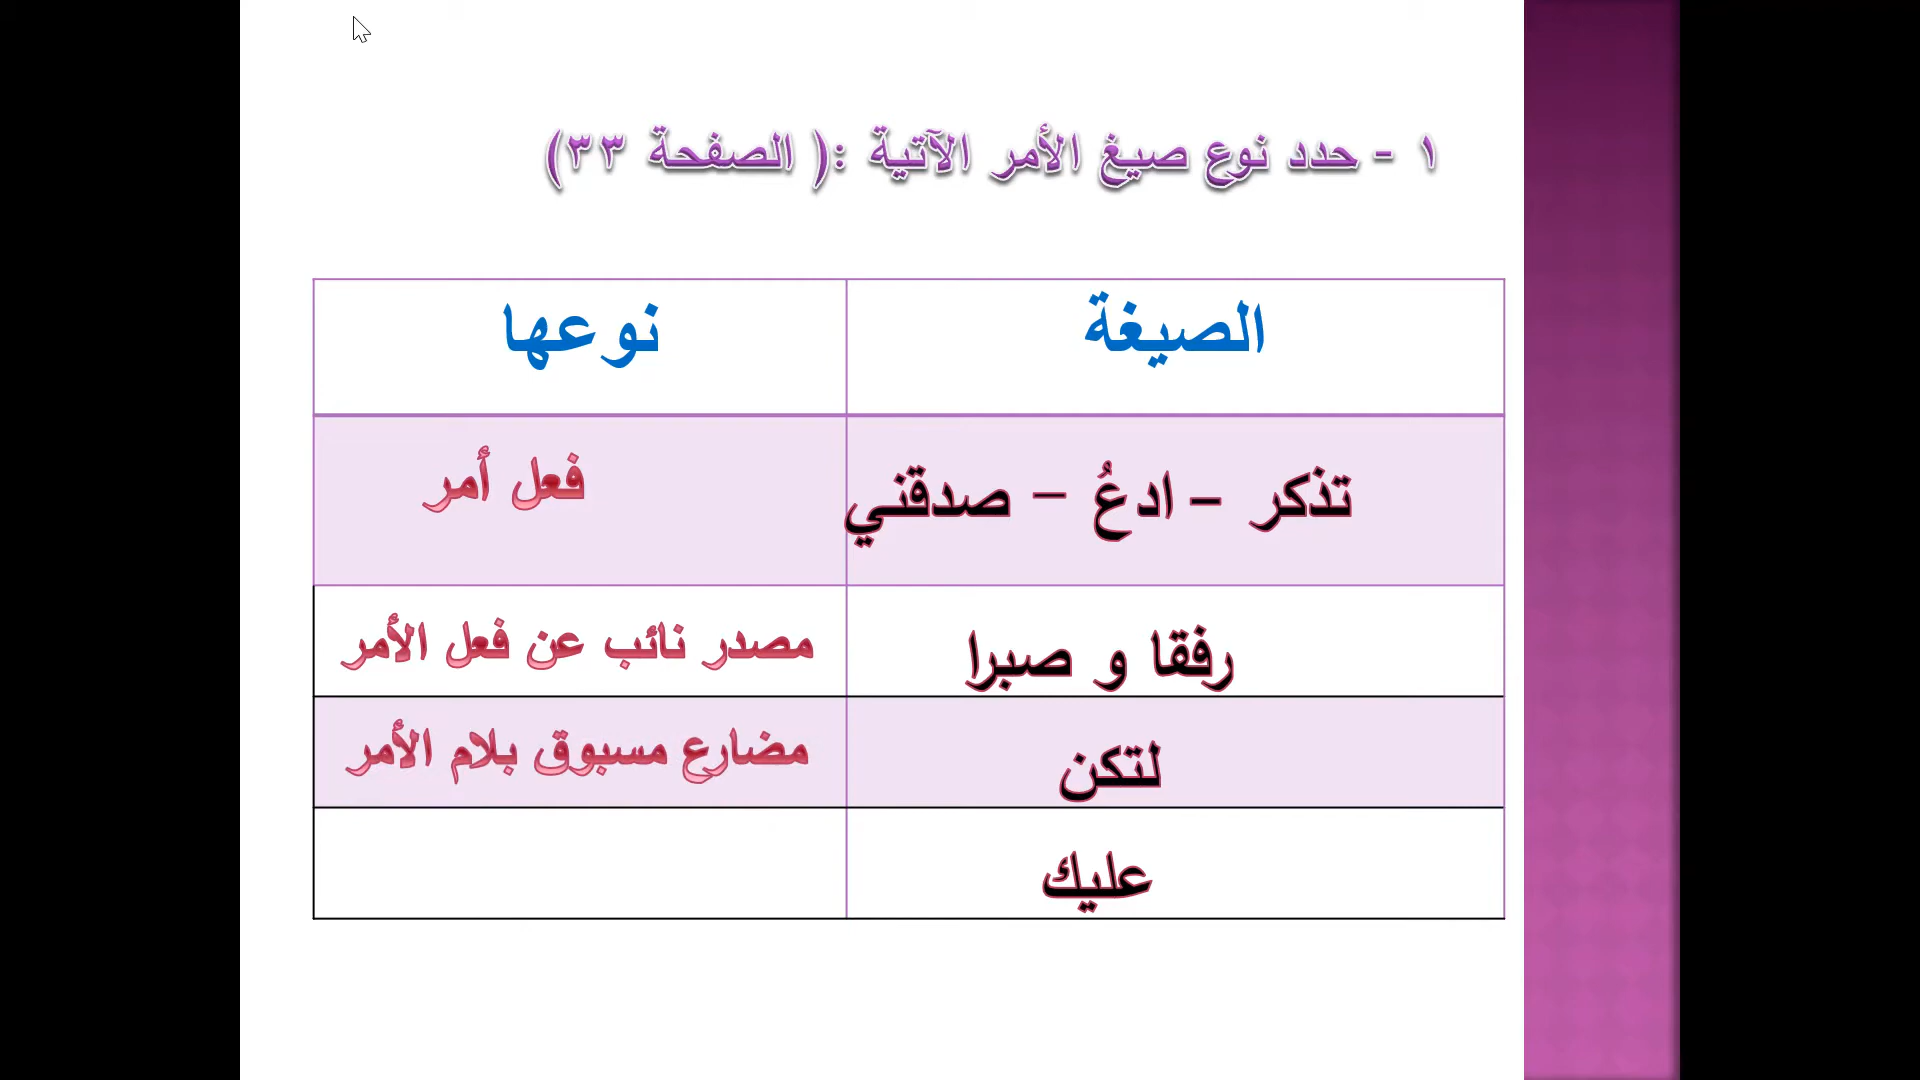 ١ - حدد نوع صيغ الأمر الآتية :( الصفحة ٣٣)
الصيغة نوعها
تذكر – ادعُ – صدقني فعل أمر
رفقا و صبرا مصدر نائب عن فعل الأمر
لتكن مضارع مسبوق بلام الأمر
عليك